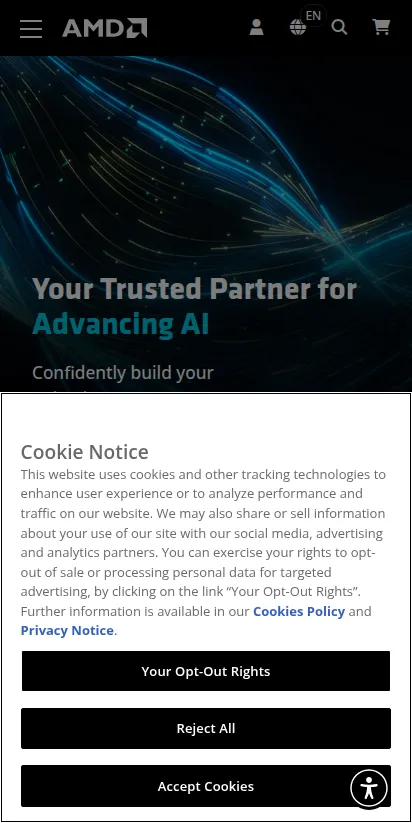 AMD
EN
Your Trusted Partner for
Advancing AI
Confidently build your
Cookie Notice
This website uses cookies and other tracking technologies to
enhance user experience or to analyze performance and
traffic on our website. We may also share or sell information
about your use of our site with our social media, advertising
and analytics partners. You can exercise your rights to opt-
out of sale or processing personal data for targeted
advertising, by clicking on the link “Your Opt-Out Rights”.
Further information is available in our Cookies Policy and
Privacy Notice.
Your Opt-Out Rights
Reject All
Accept Cookies